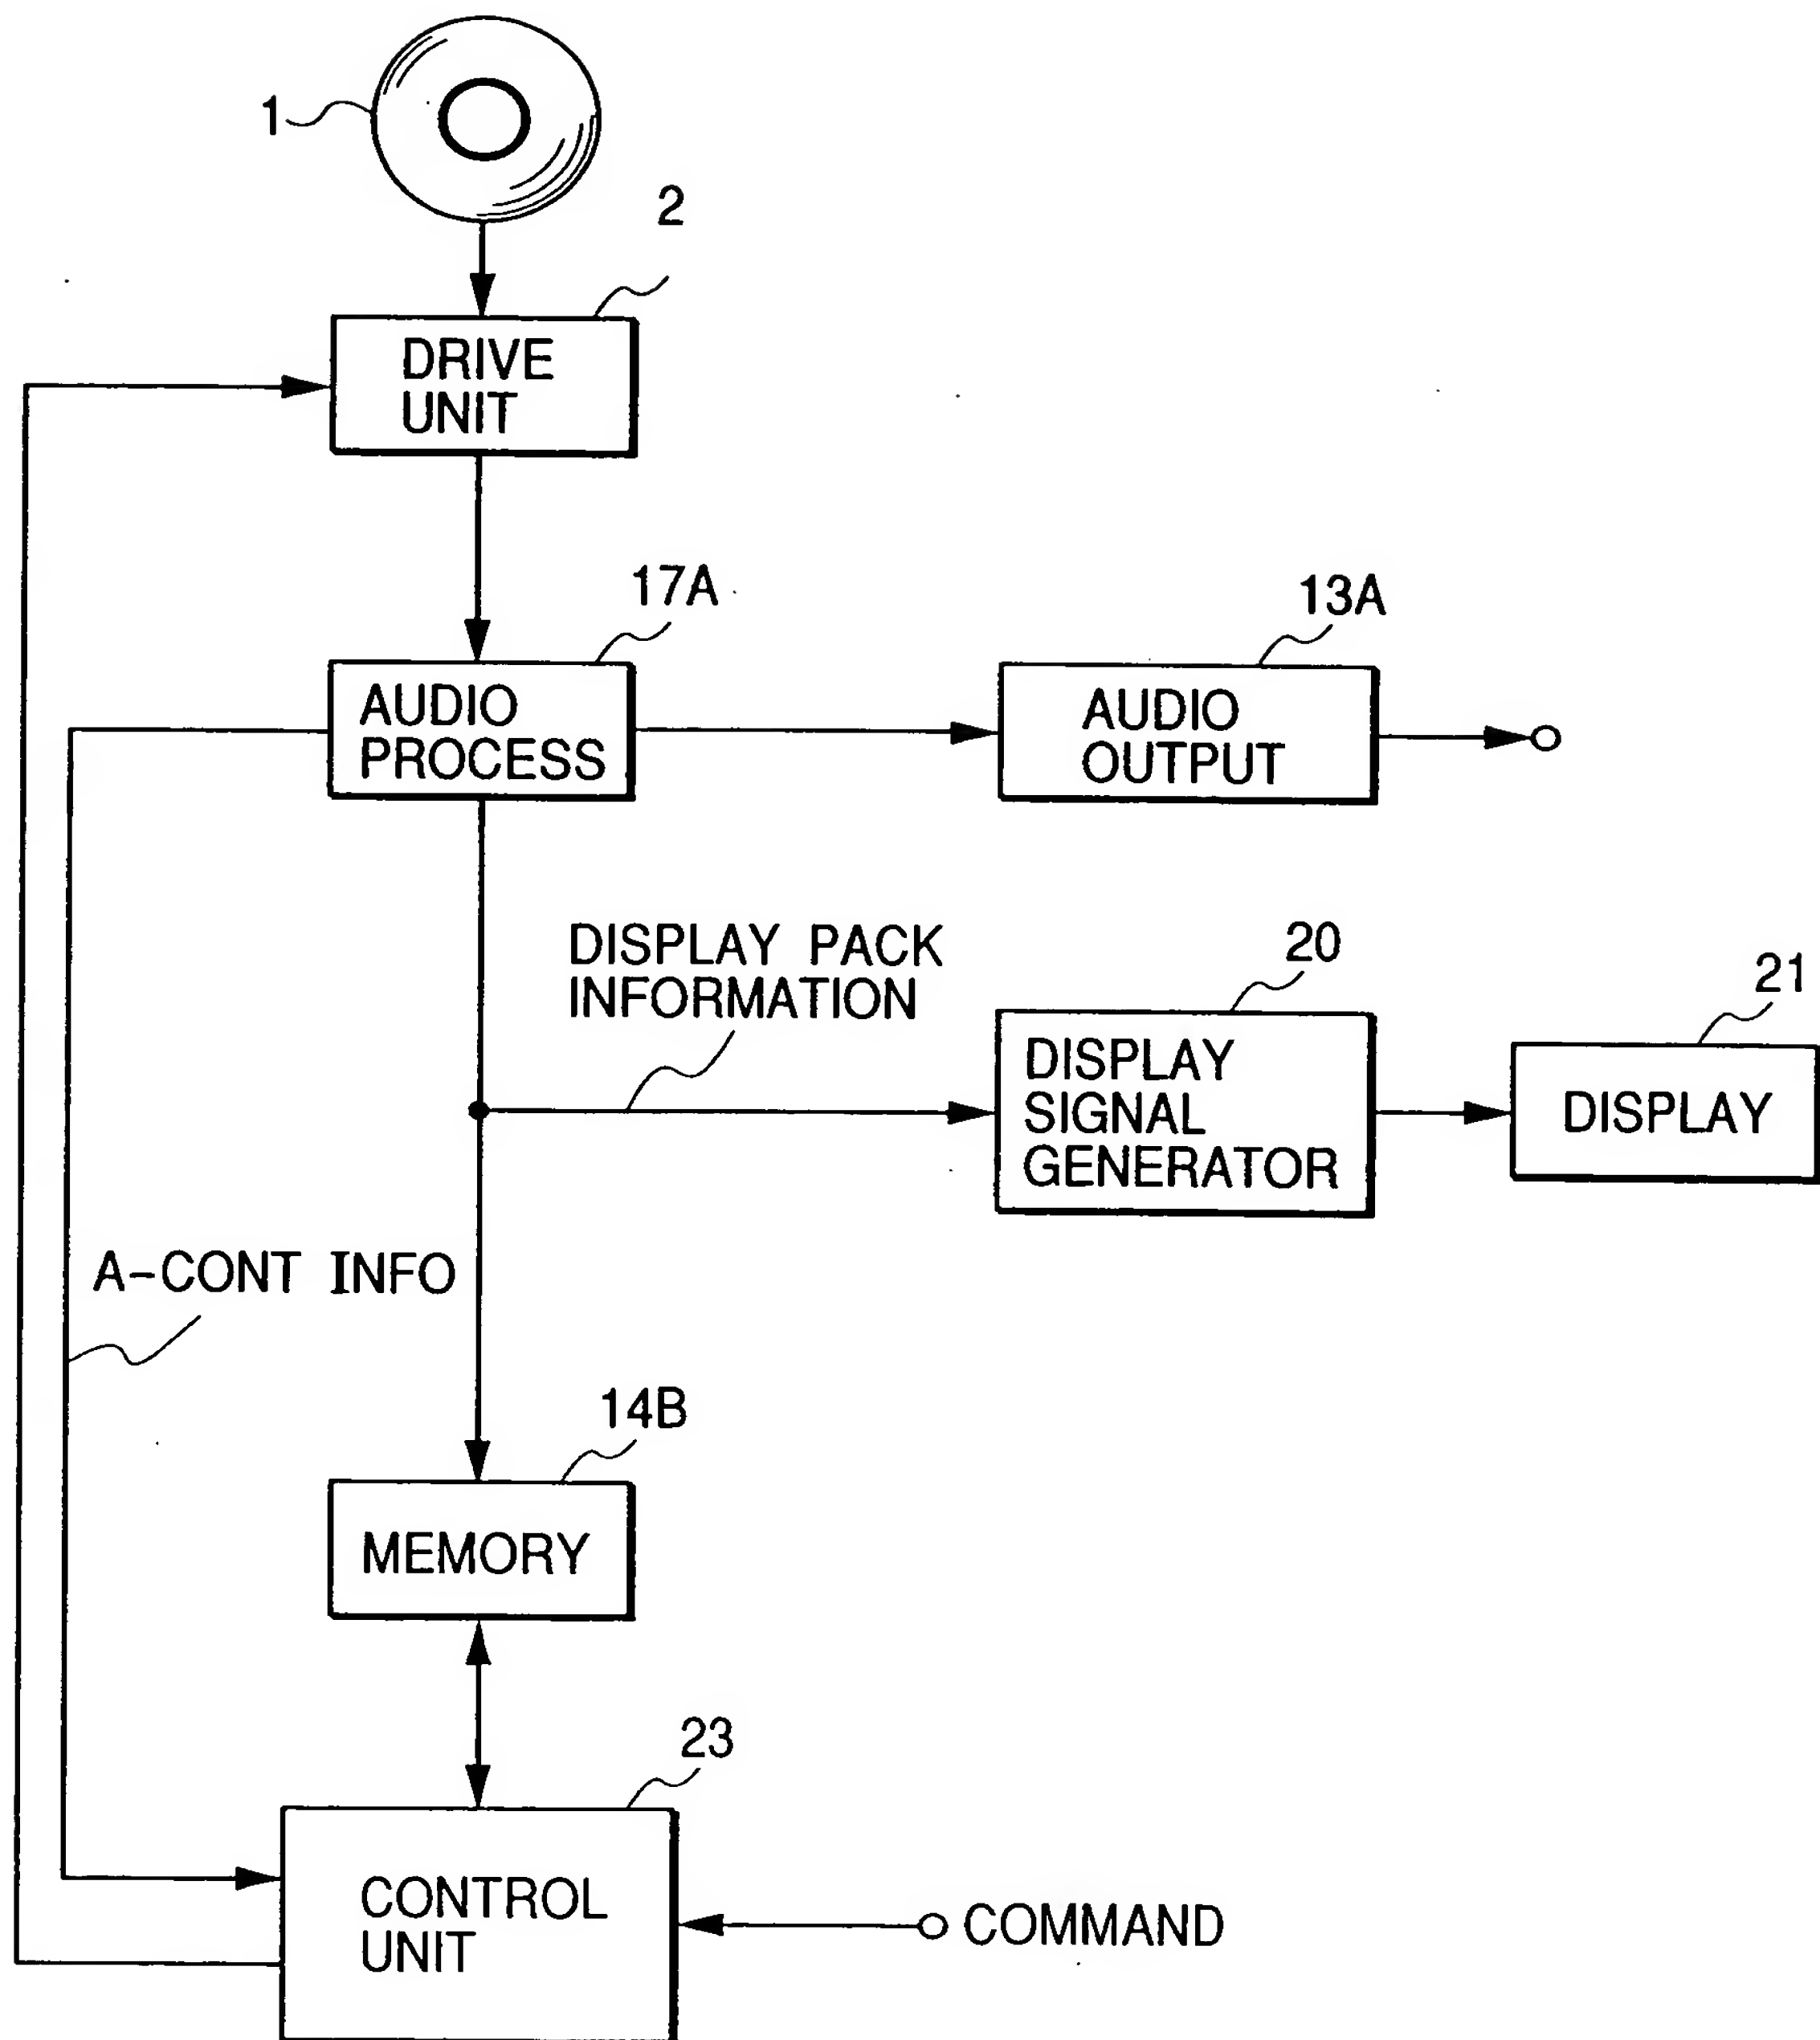 1
2
DRIVE
UNIT
17A
13A
AUDIO
PROCESS
AUDIO
OUTPUT
DISPLAY PACK
INFORMATION
20
21
DISPLAY
SIGNAL
GENERATOR
DISPLAY
A-CONT INFO
14B
MEMORY
23
CONTROL
UNIT
COMMAND